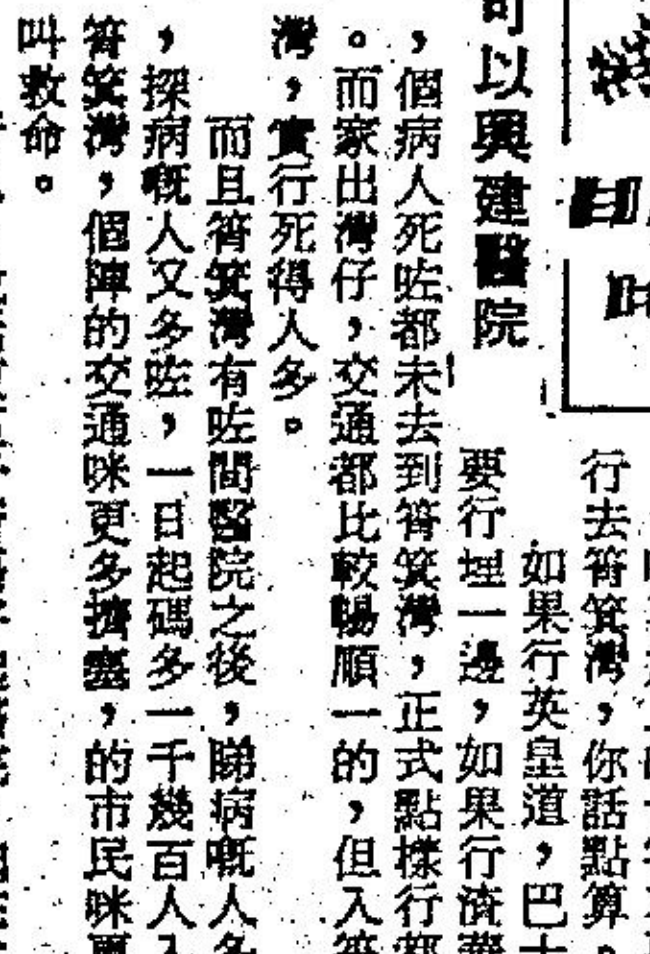 可以興建醫院
行去筲箕灣，你話點算。
如果行英皇道，巴士
要行埋一邊，如果行渣華
，個病人死咗都未去到筲箕灣，正式點樣行都
。而家出灣仔，交通都比較暢順一的，但入筲
灣，實行死得人多。
而且筲箕灣有咗間醫院之後，睇病嘅人多
，探病嘅人又多咗，一日起碼多一千幾百人入
筲箕灣，個陣的交通咪更多擠塞，的市民咪更
叫救命。